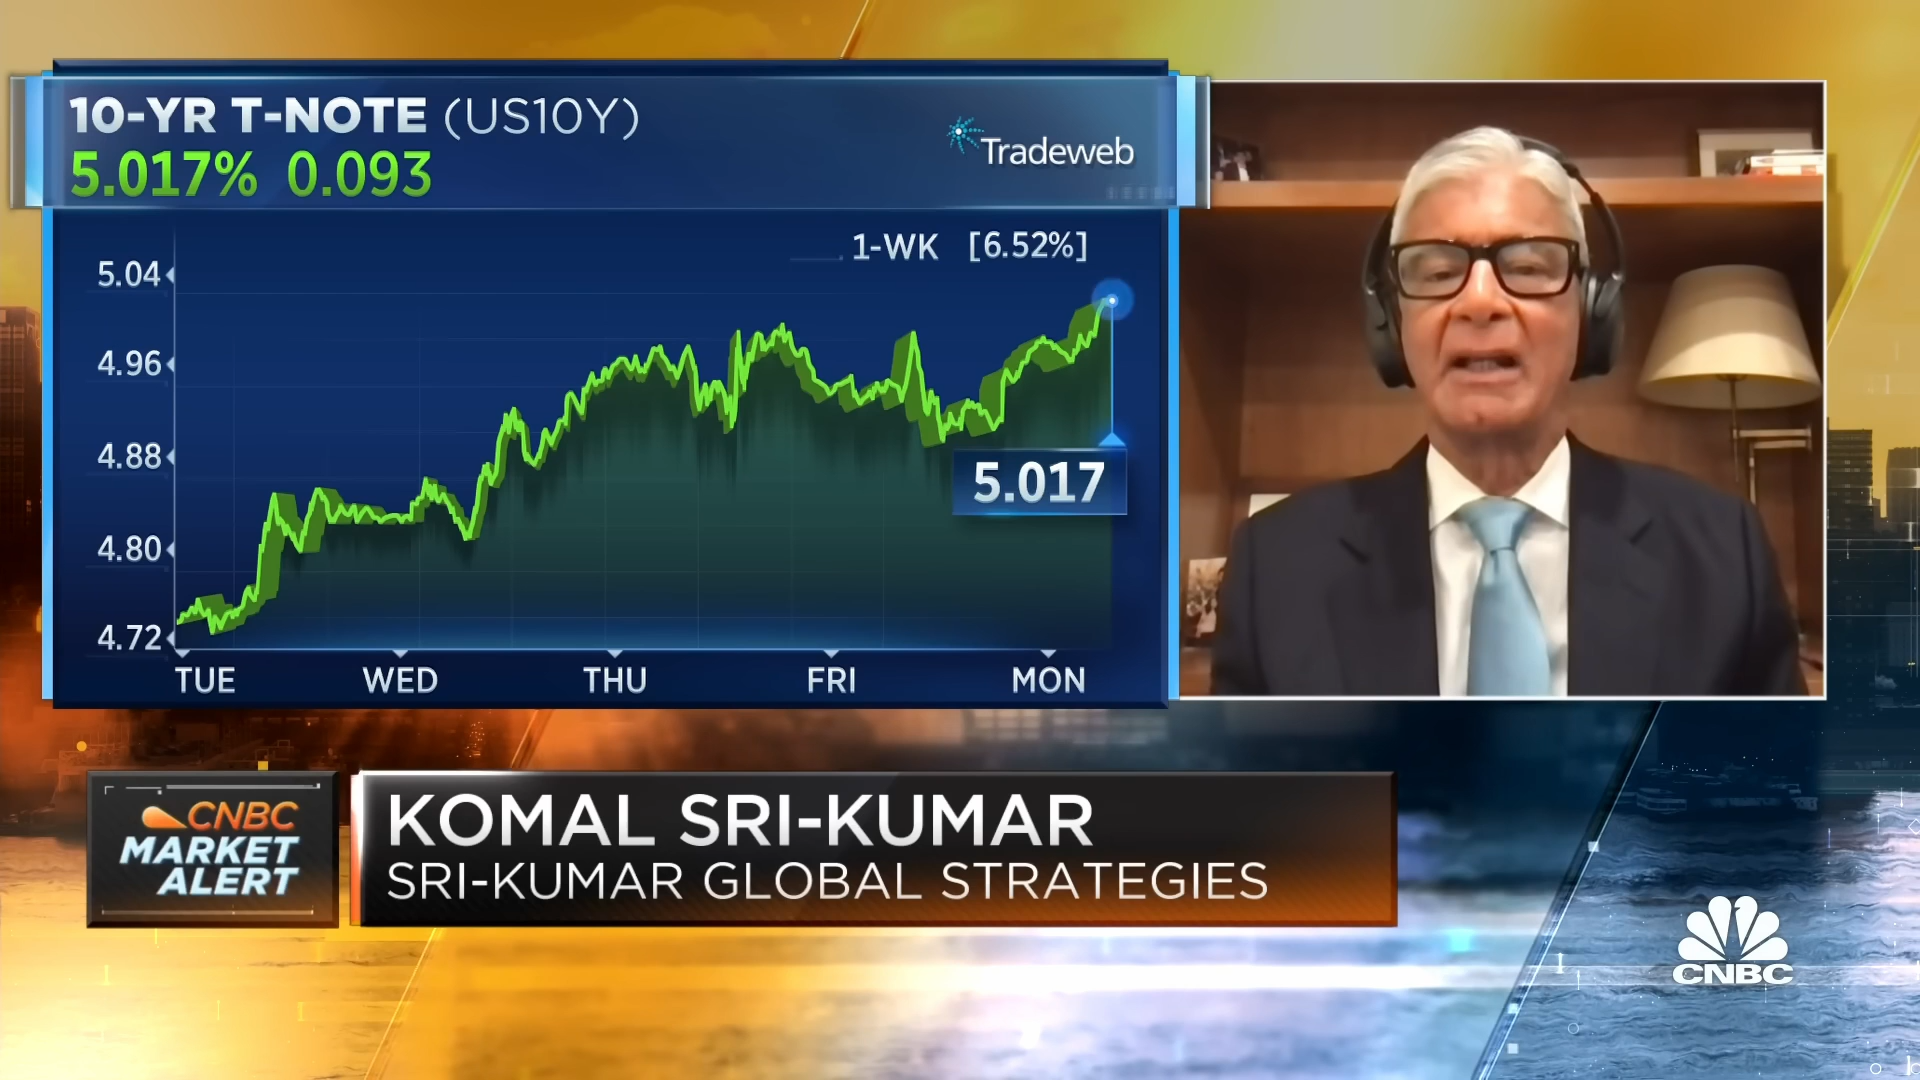 10-YR T-NOTE (US10Y)
5.017% 0.093
Tradeweb
1-WK [6.52%]
5.04
4.96
4.88
4.80
4.72
5.017
TUE WED THU FRI MON
CNBC
MARKET
ALERT
KOMAL SRI-KUMAR
SRI-KUMAR GLOBAL STRATEGIES
CNBC